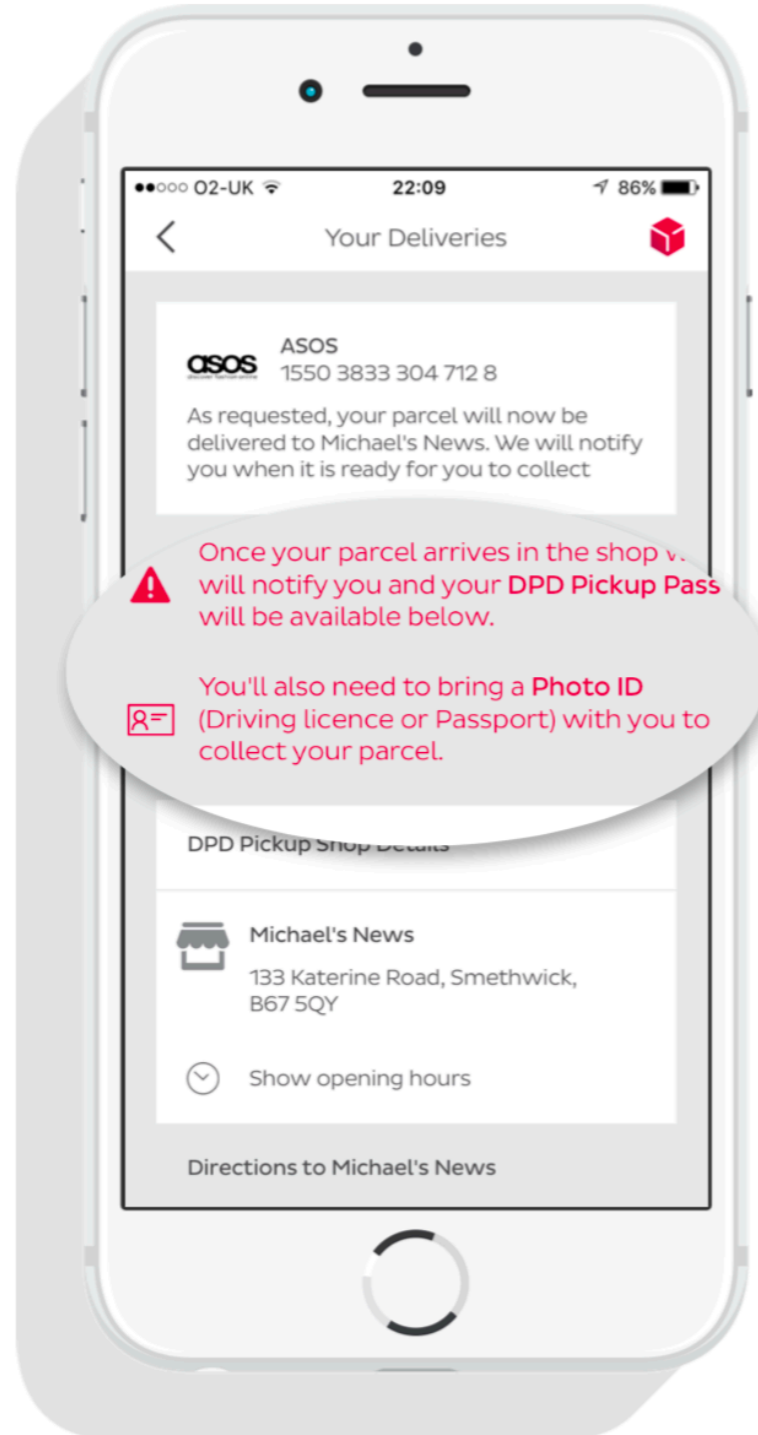 ●●○○○ O2-UK 22:09 86%
Your Deliveries
asos
ASOS
1550 3833 304 712 8
As requested, your parcel will now be
delivered to Michael's News. We will notify
you when it is ready for you to collect
Once your parcel arrives in the shop
will notify you and your DPD Pickup Pass
will be available below.
You'll also need to bring a Photo ID
(Driving licence or Passport) with you to
collect your parcel.
DPD Pickup Shop Details
Michael's News
133 Katerine Road, Smethwick,
B67 5QY
Show opening hours
Directions to Michael's News